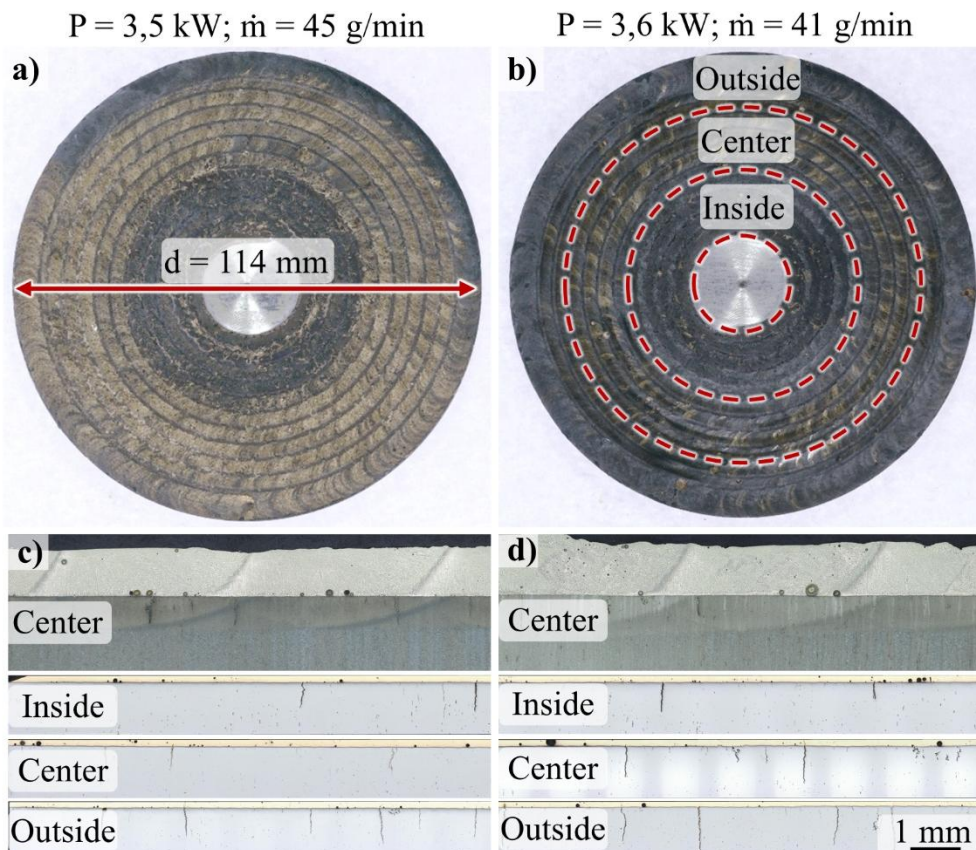 P = 3,5 kW; ṁ = 45 g/min
P = 3,6 kW; ṁ = 41 g/min
a)
b)
Outside
Center
Inside
d = 114 mm
c)
d)
Center
Center
Inside
Inside
Center
Center
Outside
Outside
1 mm